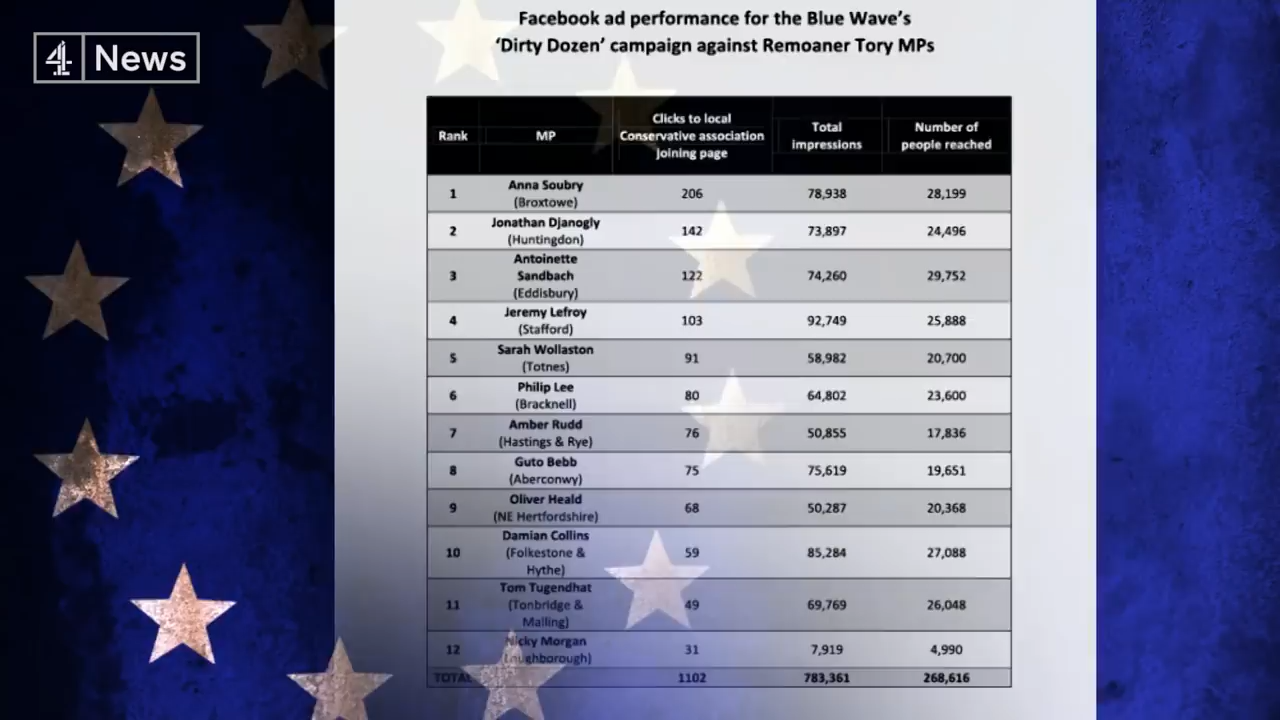 4 News
Facebook ad performance for the Blue Wave's
'Dirty Dozen' campaign against Remoaner Tory MPs
Rank MP Clicks to local Conservative association joining page Total impressions Number of people reached
1 Anna Soubry (Broxtowe) 206 78,938 28,199
2 Jonathan Djanogly (Huntingdon) 142 73,897 24,496
3 Antoinette Sandbach (Eddisbury) 122 74,260 29,752
4 Jeremy Lefroy (Stafford) 103 92,749 25,888
5 Sarah Wollaston (Totnes) 91 58,982 20,700
6 Philip Lee (Bracknell) 80 64,802 23,600
7 Amber Rudd (Hastings & Rye) 76 50,855 17,836
8 Guto Bebb (Aberconwy) 75 75,619 19,651
9 Oliver Heald (NE Hertfordshire) 68 50,287 20,368
10 Damian Collins (Folkestone & Hythe) 59 85,284 27,088
11 Tom Tugendhat (Tonbridge & Malling) 49 69,769 26,048
12 Nicky Morgan (Loughborough) 31 7,919 4,990
TOTAL 1102 783,361 268,616